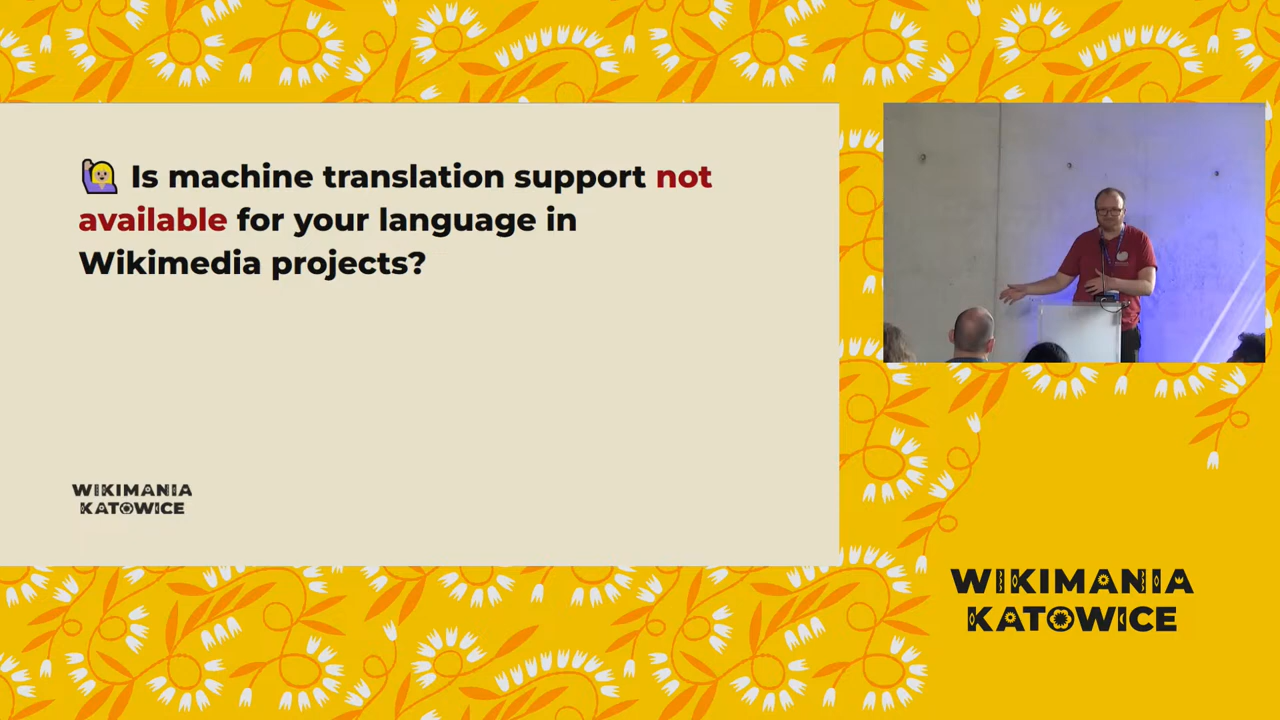 🙋 Is machine translation support not
available for your language in
Wikimedia projects?
WIKIMANIA
KATOWICE
WIKIMANIA
KATOWICE